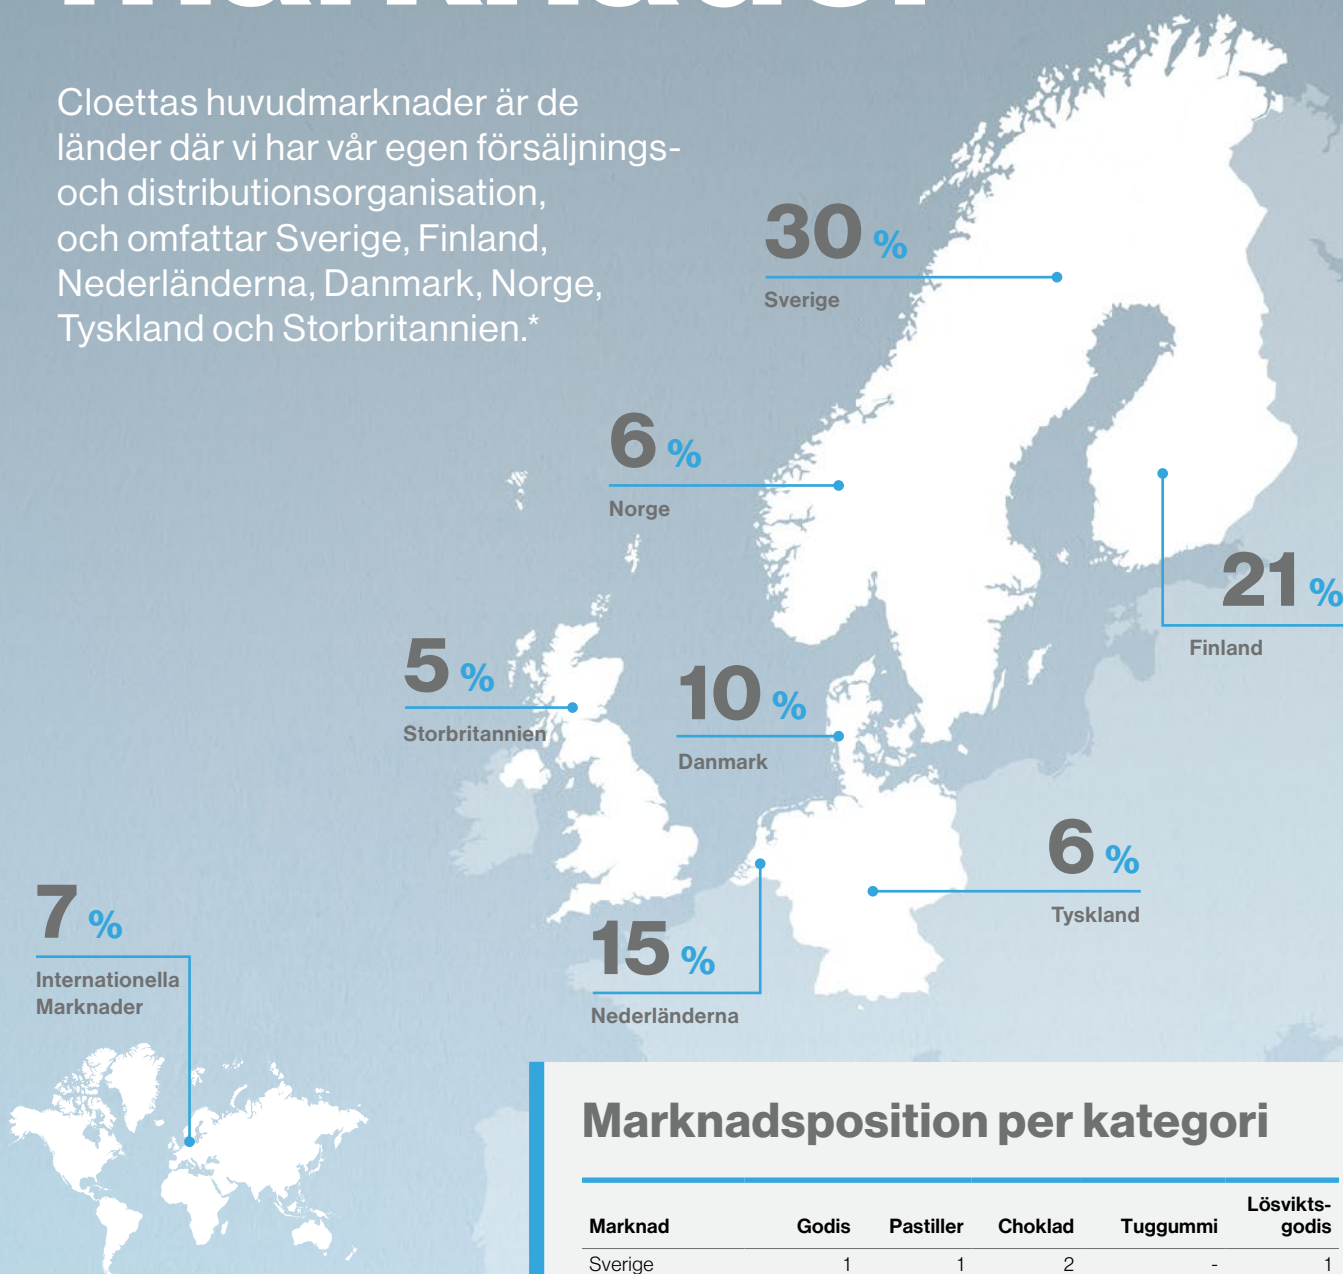 Cloettas huvudmarknader är de
länder där vi har vår egen försäljnings-
och distributionsorganisation,
och omfattar Sverige, Finland,
Nederländerna, Danmark, Norge,
Tyskland och Storbritannien.*
30 %
Sverige
6 %
Norge
21 %
Finland
5 %
Storbritannien
10 %
Danmark
6 %
Tyskland
7 %
Internationella
Marknader
15 %
Nederländerna
Marknadsposition per kategori
Marknad Godis Pastiller Choklad Tuggummi Lösvikts-
godis
Sverige 1 1 2 - 1